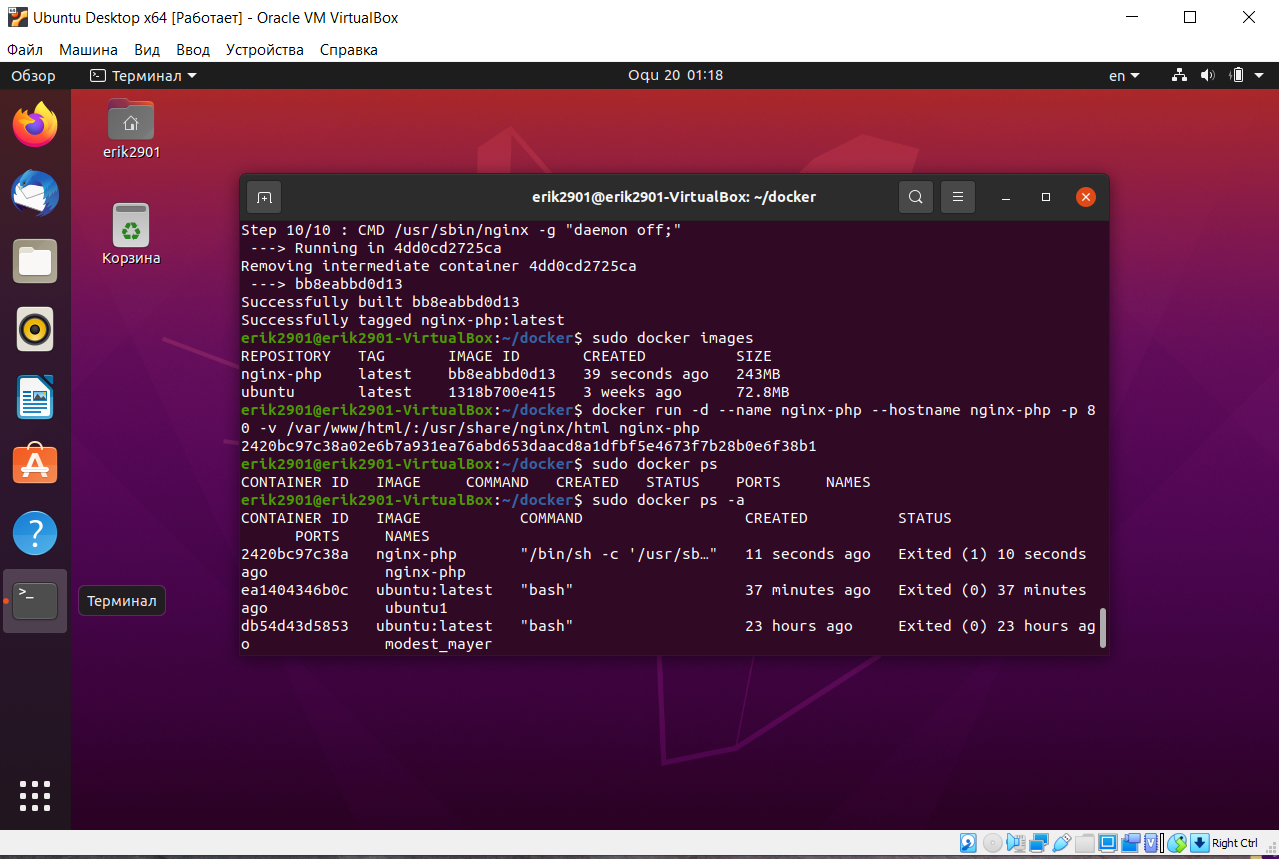 Ubuntu Desktop x64 [Работает] - Oracle VM VirtualBox
Файл Машина Вид Ввод Устройства Справка
Обзор Терминал Oqu 20 01:18 en
erik2901
Корзина
erik2901@erik2901-VirtualBox: ~/docker
Step 10/10 : CMD /usr/sbin/nginx -g "daemon off;"
 ---> Running in 4dd0cd2725ca
Removing intermediate container 4dd0cd2725ca
 ---> bb8eabbd0d13
Successfully built bb8eabbd0d13
Successfully tagged nginx-php:latest
erik2901@erik2901-VirtualBox:~/docker$ sudo docker images
REPOSITORY   TAG       IMAGE ID       CREATED          SIZE
nginx-php    latest    bb8eabbd0d13   39 seconds ago   243MB
ubuntu       latest    1318b700e415   3 weeks ago      72.8MB
erik2901@erik2901-VirtualBox:~/docker$ docker run -d --name nginx-php --hostname nginx-php -p 8
0 -v /var/www/html/:/usr/share/nginx/html nginx-php
2420bc97c38a02e6b7a931ea76abd653daacd8a1dfbf5e4673f7b28b0e6f38b1
erik2901@erik2901-VirtualBox:~/docker$ sudo docker ps
CONTAINER ID   IMAGE     COMMAND   CREATED   STATUS    PORTS     NAMES
erik2901@erik2901-VirtualBox:~/docker$ sudo docker ps -a
CONTAINER ID   IMAGE           COMMAND                  CREATED          STATUS
      PORTS     NAMES
2420bc97c38a   nginx-php       "/bin/sh -c '/usr/sb…"   11 seconds ago   Exited (1) 10 seconds
ago             nginx-php
ea1404346b0c   ubuntu:latest   "bash"                   37 minutes ago   Exited (0) 37 minutes
ago             ubuntu1
db54d43d5853   ubuntu:latest   "bash"                   23 hours ago     Exited (0) 23 hours ag
o               modest_mayer
Терминал
Right Ctrl